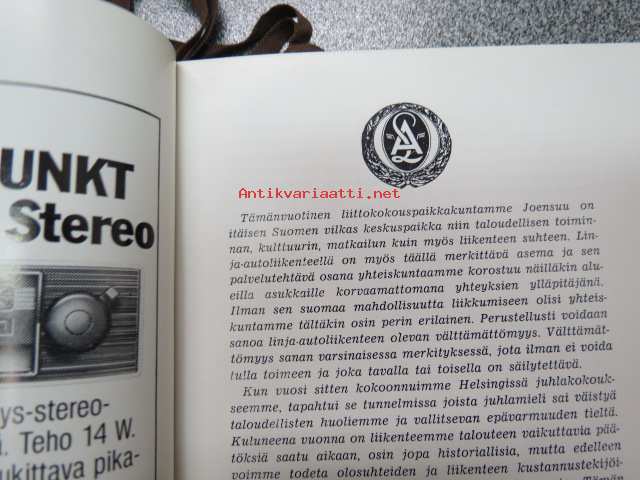 UNKT
Stereo
ys-stereo-
i. Teho 14 W.
ukittava pika-
Antikvariaatti.net
Tämänvuotinen liittokokouspaikkakuntamme Joensuu on
itäisen Suomen vilkas keskuspaikka niin taloudellisen toimin-
nan, kulttuurin, matkailun kuin myös liikenteen suhteen. Lin-
ja-autoliikenteellä on myös täällä merkittävä asema ja sen
palvelutehtävä osana yhteiskuntaamme korostuu näilläkin alu-
eilla asukkaille korvaamattomana yhteyksien ylläpitäjänä.
Ilman sen suomaa mahdollisuutta liikkumiseen olisi yhteis-
kuntamme tältäkin osin perin erilainen. Perustellusti voidaan
sanoa linja-autoliikenteen olevan välttämättömyys. Välttämät-
tömyys sanan varsinaisessa merkityksessä, jota ilman ei voida
tulla toimeen ja joka tavalla tai toisella on säilytettävä.
Kun vuosi sitten kokoonnuimme Helsingissä juhlakokouk-
seemme, tapahtui se tunnelmissa joista juhlamieli sai väistyä
taloudellisten huoliemme ja vallitsevan epävarmuuden tieltä.
Kuluneena vuonna on liikenteemme talouteen vaikuttavia pää-
töksiä saatu aikaan, osin jopa historiallisia, mutta edelleen
voimme todeta olosuhteiden ja liikenteen kustannustekijöi-